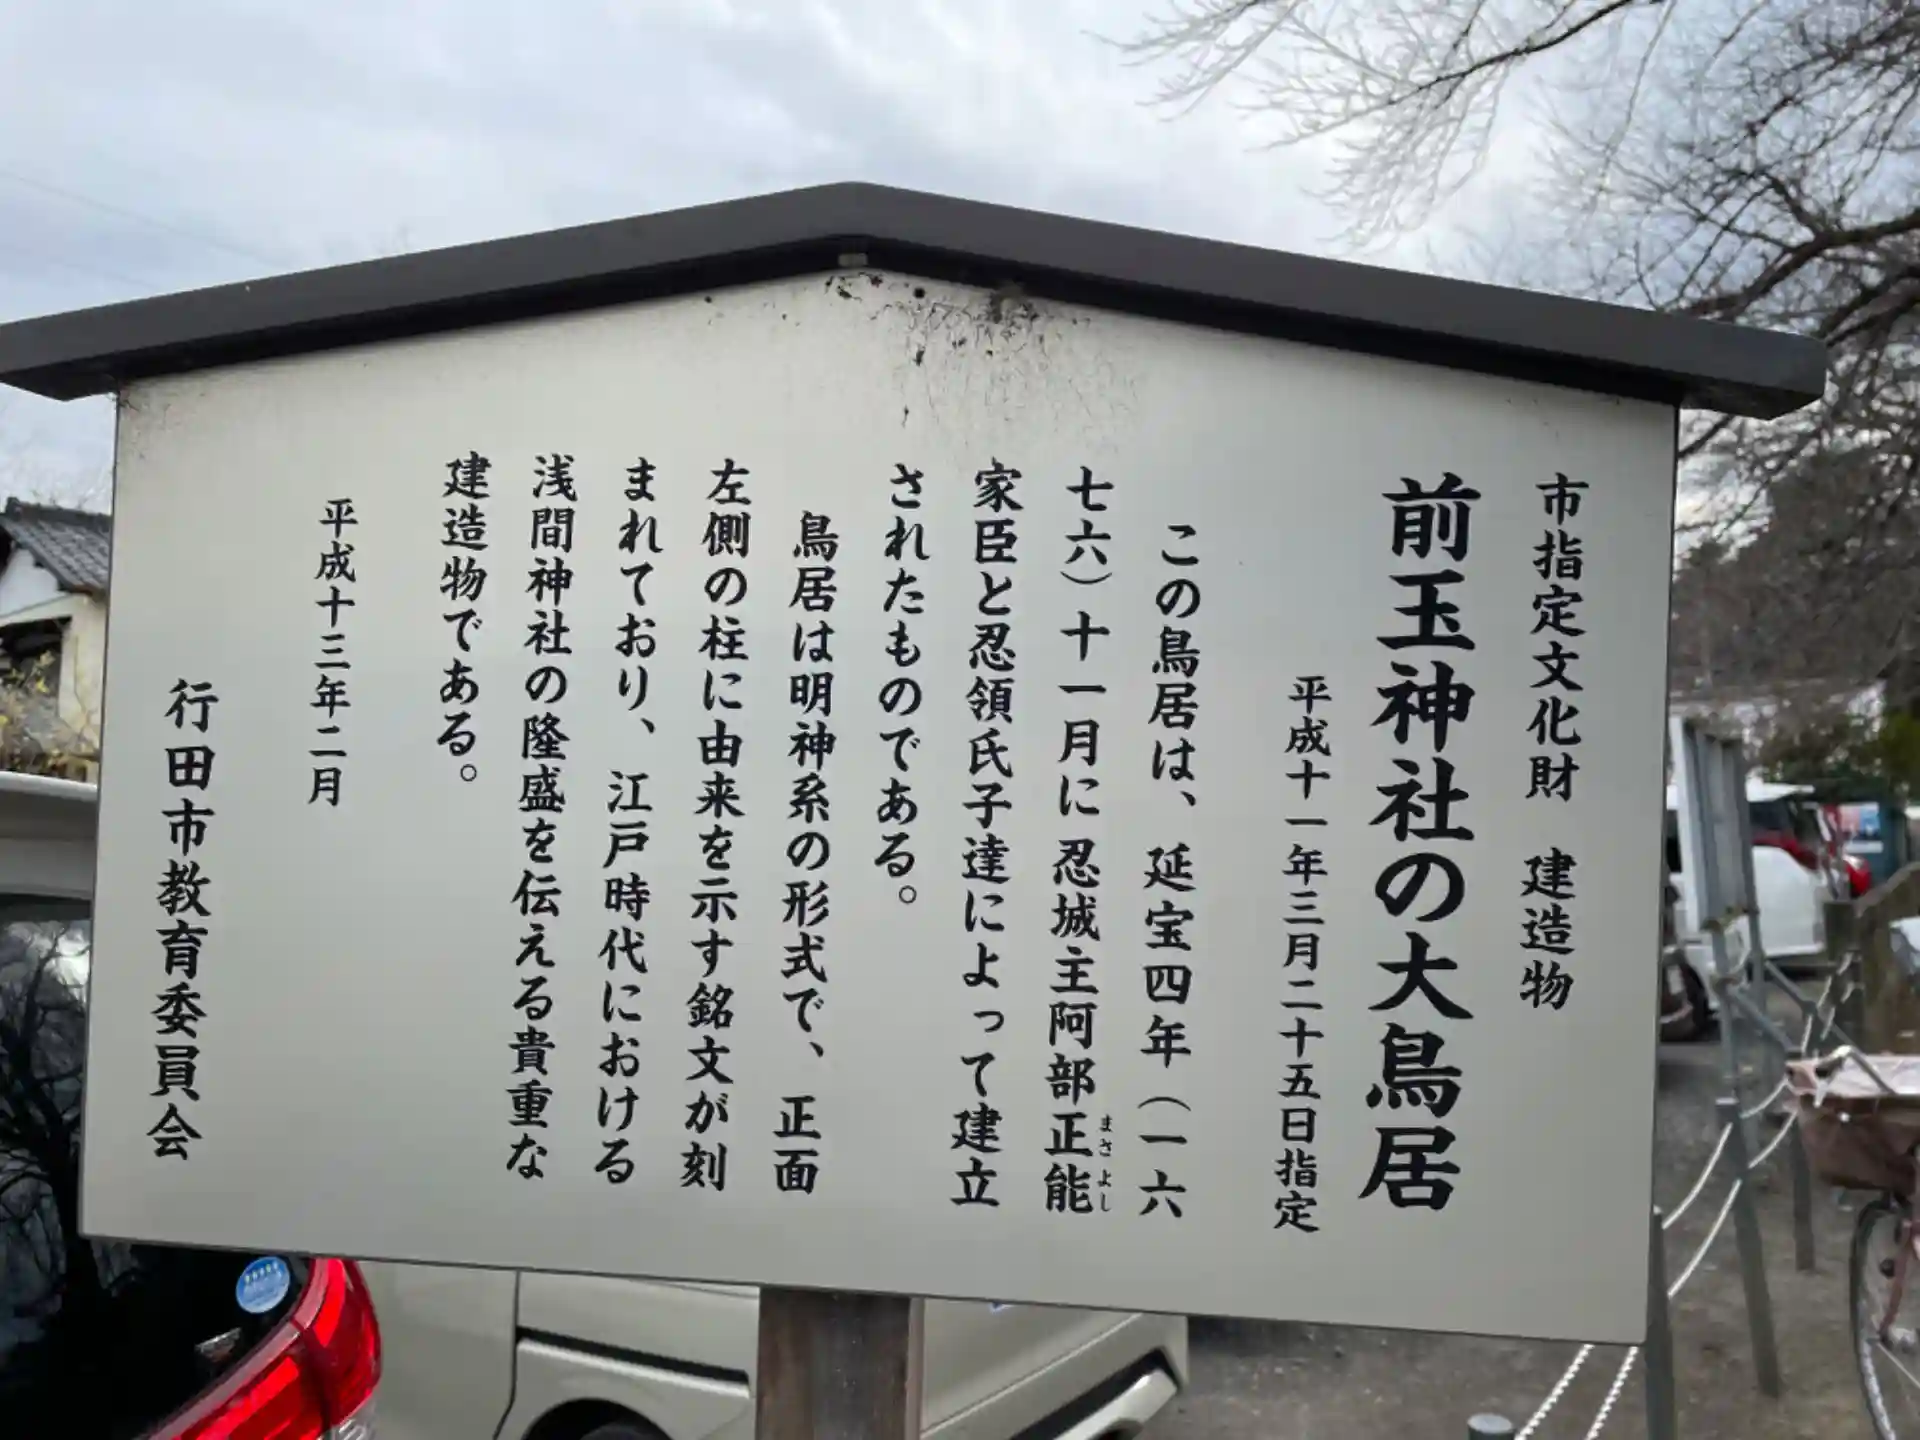 市指定文化財　建造物
前玉神社の大鳥居
平成十一年三月二十五日指定
この鳥居は、延宝四年（一六
七六）十一月に忍城主阿部正能
まさよし
家臣と忍領氏子達によって建立
されたものである。
鳥居は明神系の形式で、正面
左側の柱に由来を示す銘文が刻
まれており、江戸時代における
浅間神社の隆盛を伝える貴重な
建造物である。
平成十三年二月
行田市教育委員会